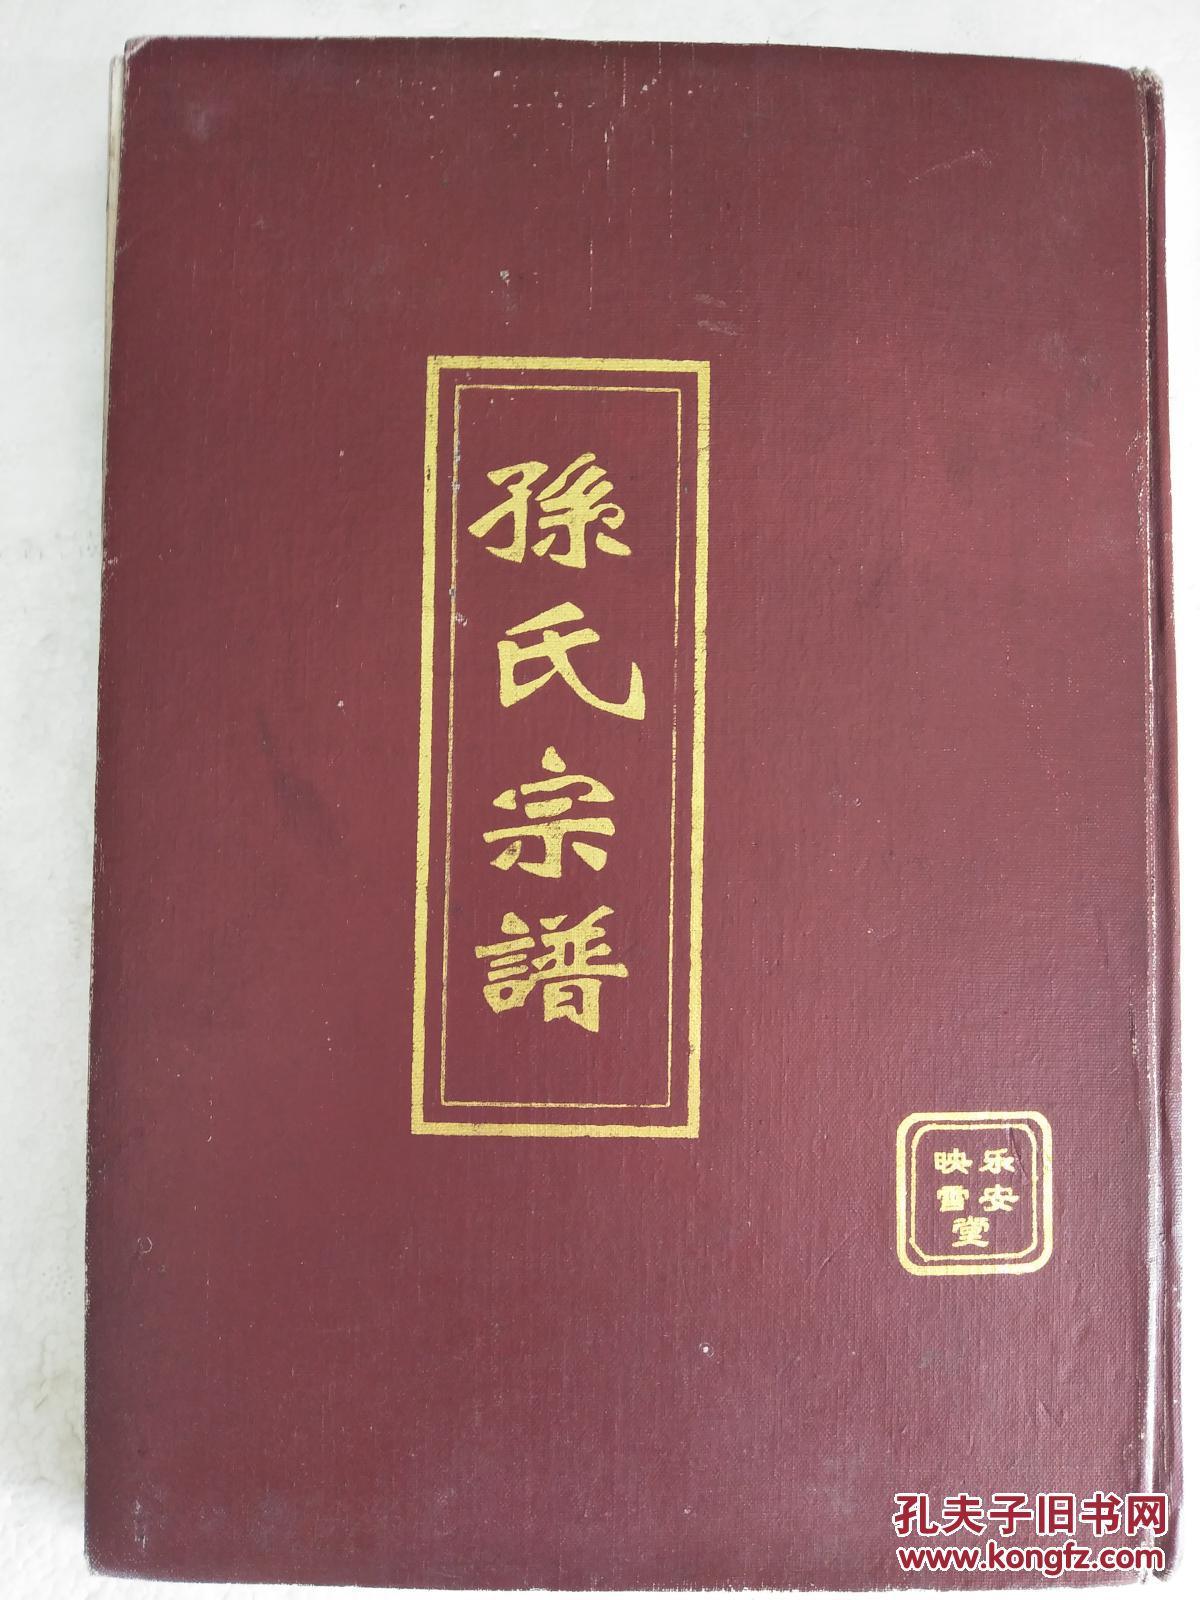 孫氏宗譜
乐安
映雪
堂
孔夫子旧书网
www.kongfz.com